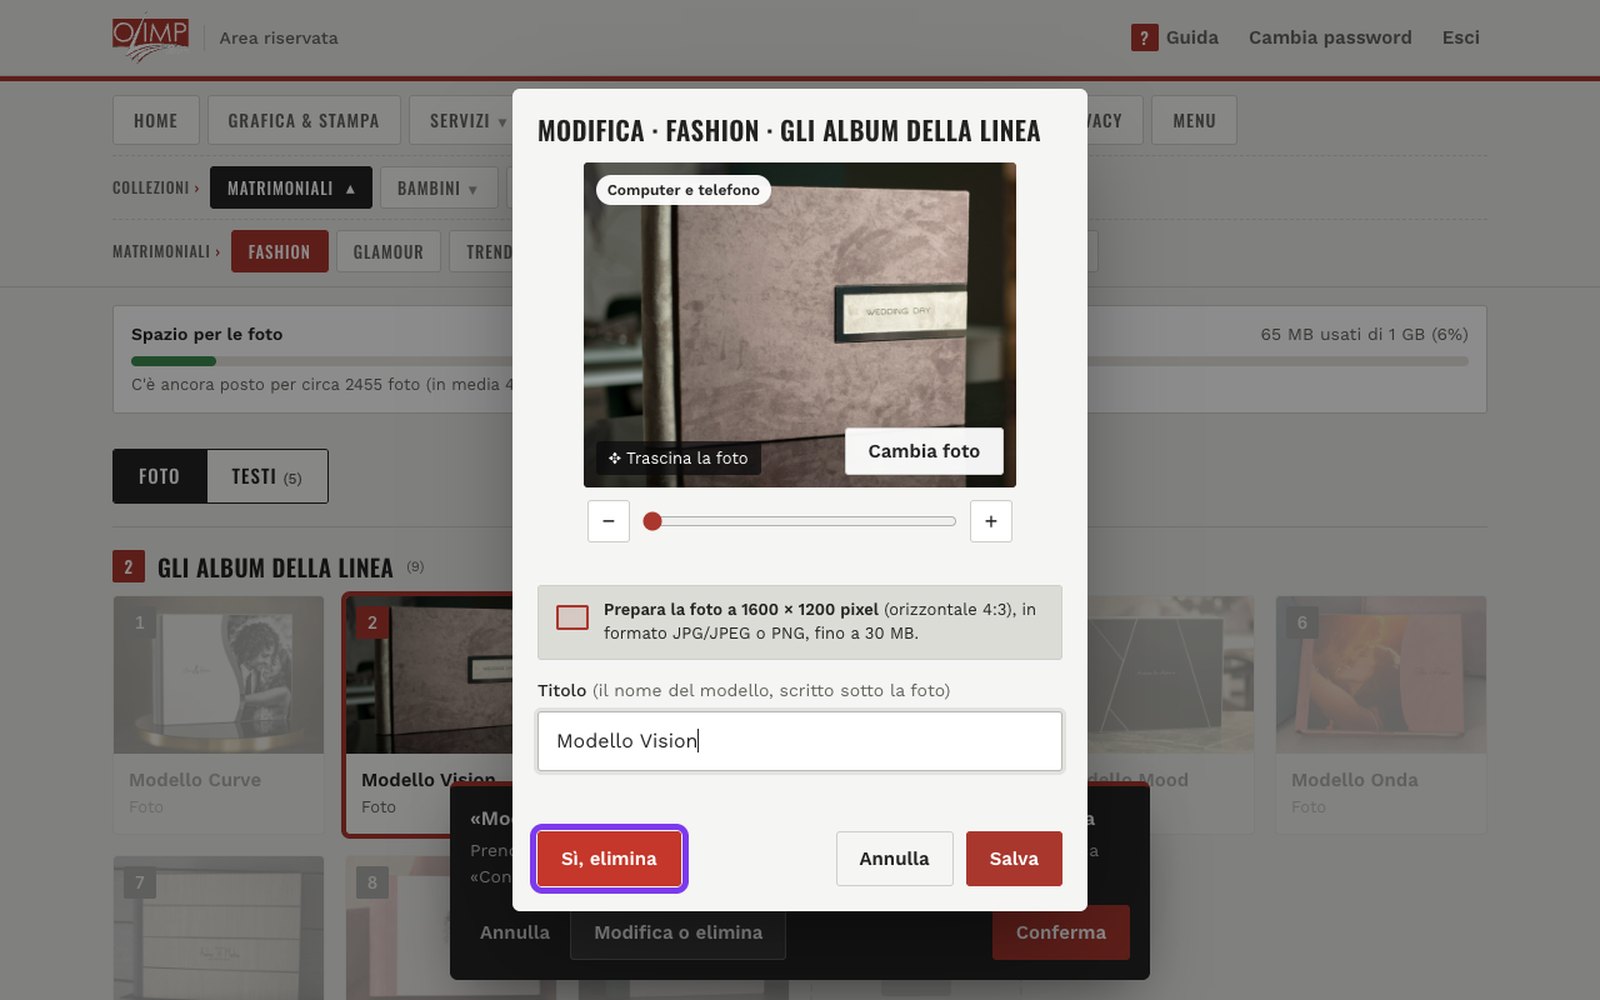 OLIMP
Area riservata
? Guida
Cambia password
Esci
HOME
GRAFICA & STAMPA
SERVIZI ▾
VACY
MENU
COLLEZIONI ›
MATRIMONIALI ▲
BAMBINI ▾
MATRIMONIALI ›
FASHION
GLAMOUR
TREND
Spazio per le foto
65 MB usati di 1 GB (6%)
C'è ancora posto per circa 2455 foto (in media 4
FOTO
TESTI (5)
2 GLI ALBUM DELLA LINEA (9)
1
2
6
Modello Curve
Foto
Modello Vision
Foto
dello Mood
Modello Onda
Foto
7
8
MODIFICA · FASHION · GLI ALBUM DELLA LINEA
Computer e telefono
WEDDING DAY
Trascina la foto
Cambia foto
−
+
Prepara la foto a 1600 × 1200 pixel (orizzontale 4:3), in
formato JPG/JPEG o PNG, fino a 30 MB.
Titolo (il nome del modello, scritto sotto la foto)
Modello Vision
Sì, elimina
Annulla
Salva
«Mo
a
Prend
a
«Con
Annulla
Modifica o elimina
Conferma